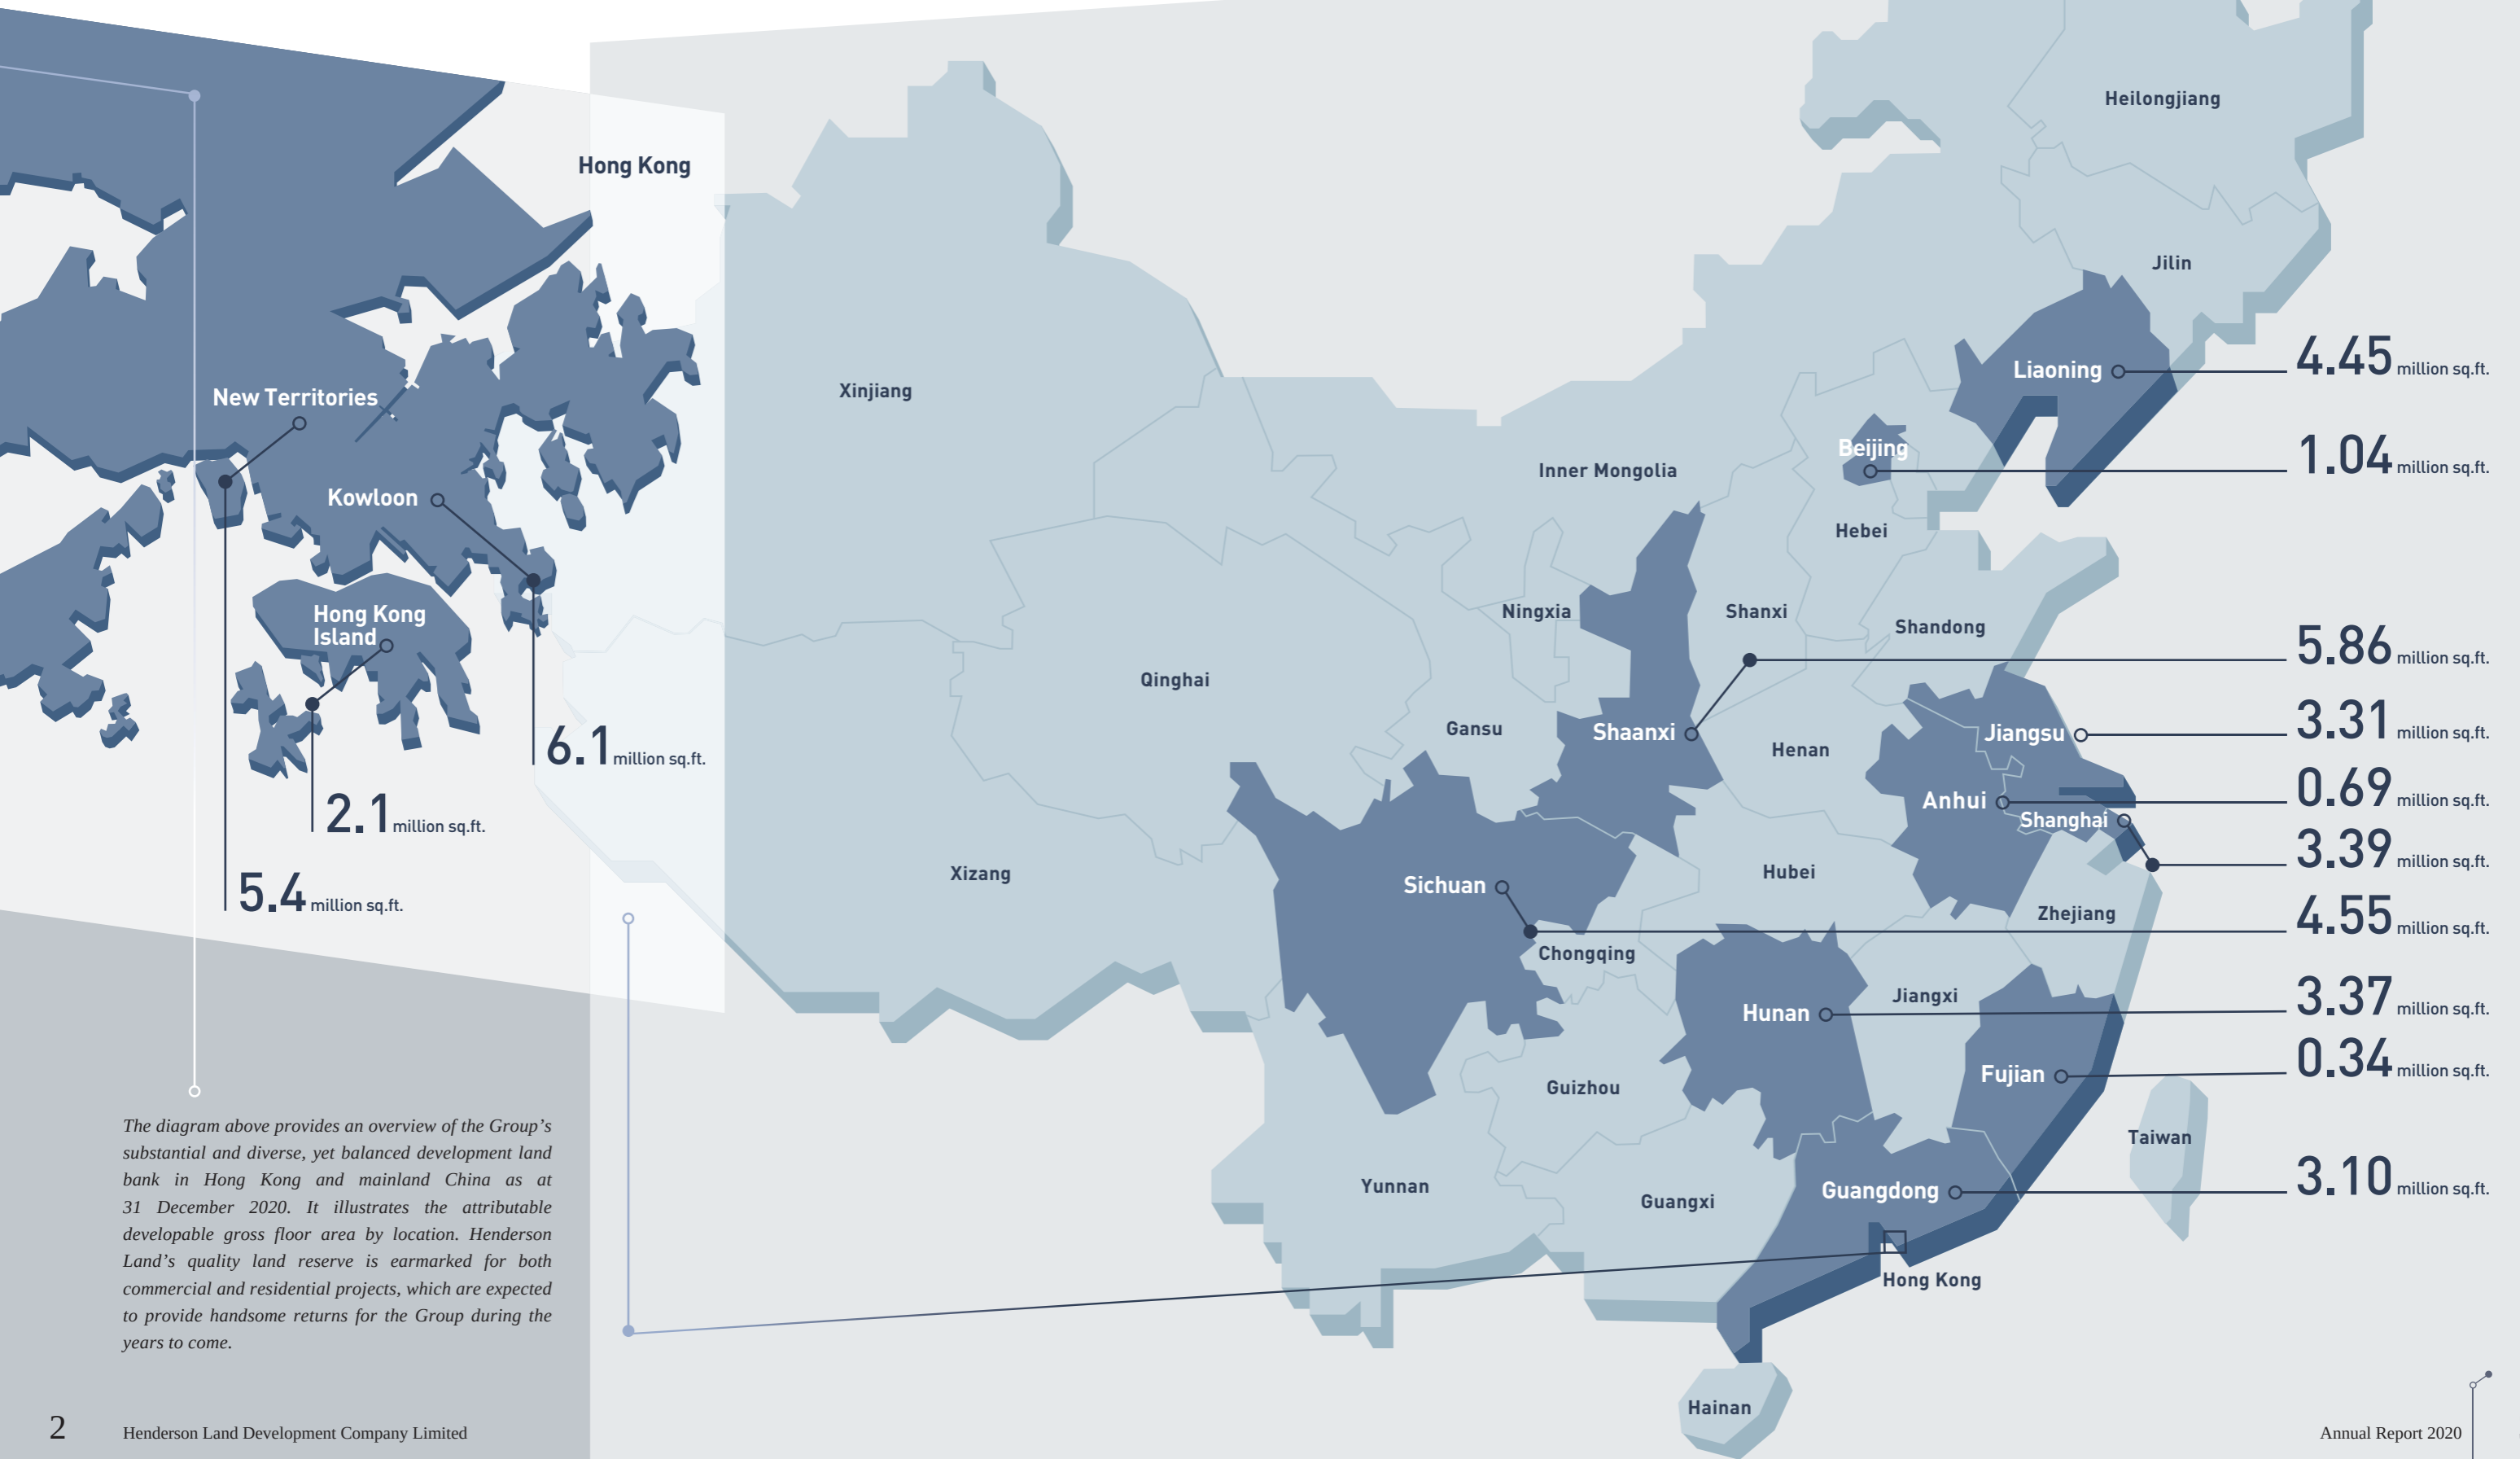 Hong Kong
New Territories
Kowloon
Hong Kong
Island
6.1 million sq.ft.
2.1 million sq.ft.
5.4 million sq.ft.
The diagram above provides an overview of the Group's
substantial and diverse, yet balanced development land
bank in Hong Kong and mainland China as at
31 December 2020. It illustrates the attributable
developable gross floor area by location. Henderson
Land's quality land reserve is earmarked for both
commercial and residential projects, which are expected
to provide handsome returns for the Group during the
years to come.
2
Henderson Land Development Company Limited
Heilongjiang
Jilin
Liaoning
4.45 million sq.ft.
Xinjiang
Beijing
1.04 million sq.ft.
Inner Mongolia
Hebei
Ningxia
Shanxi
Shandong
5.86 million sq.ft.
Qinghai
Gansu
Shaanxi
Henan
Jiangsu
3.31 million sq.ft.
Anhui
0.69 million sq.ft.
Shanghai
3.39 million sq.ft.
Xizang
Sichuan
Hubei
Zhejiang
4.55 million sq.ft.
Chongqing
Hunan
Jiangxi
3.37 million sq.ft.
Guizhou
Fujian
0.34 million sq.ft.
Taiwan
Yunnan
Guangxi
Guangdong
3.10 million sq.ft.
Hong Kong
Hainan
Annual Report 2020